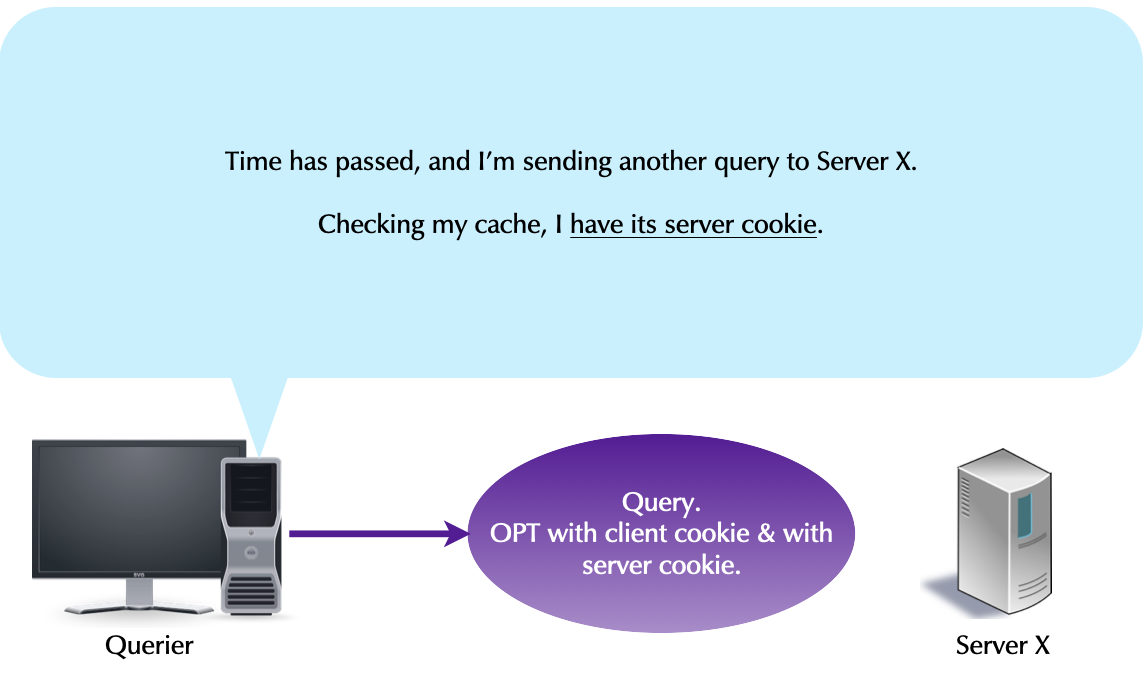 Time has passed, and I’m sending another query to Server X.
Checking my cache, I have its server cookie.
Query.
OPT with client cookie & with
server cookie.
Querier
Server X